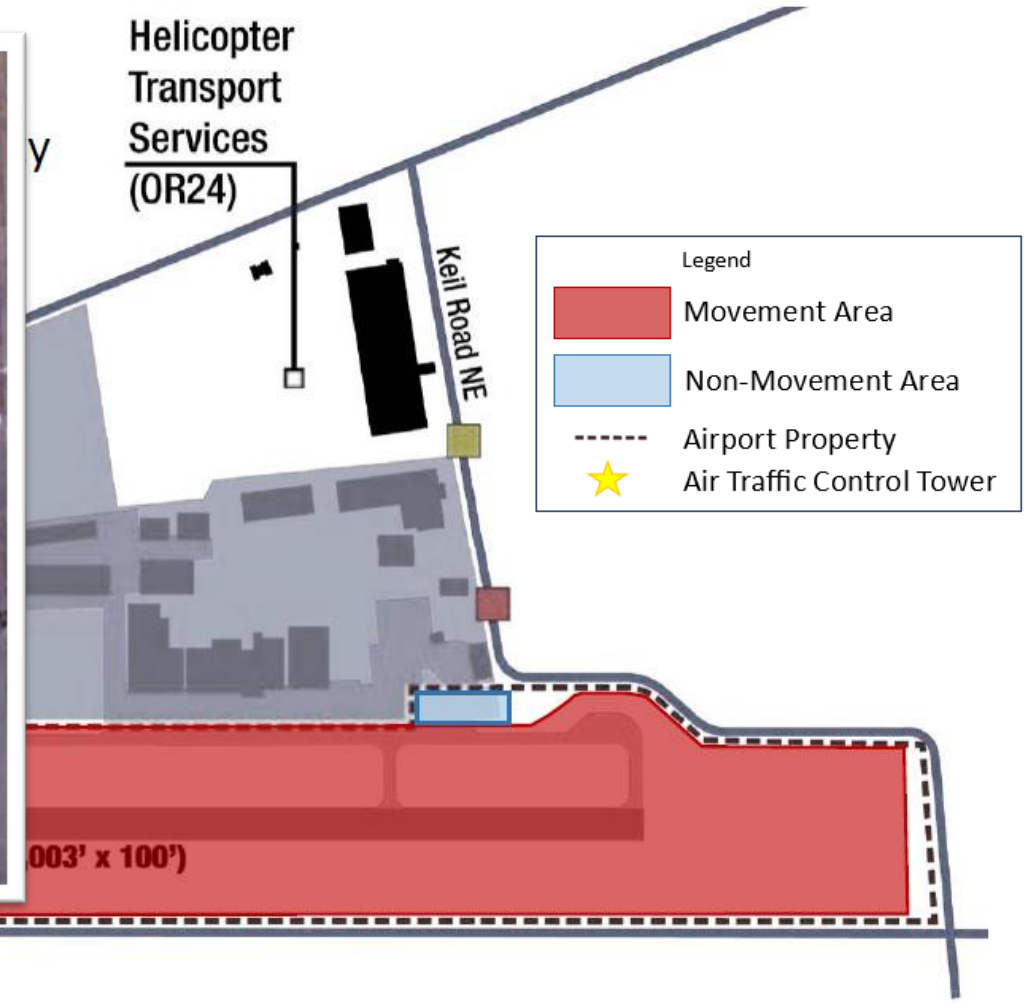 Helicopter
Transport
Services
(OR24)
y
Keil Road NE
Legend
Movement Area
Non-Movement Area
Airport Property
Air Traffic Control Tower
003' x 100')